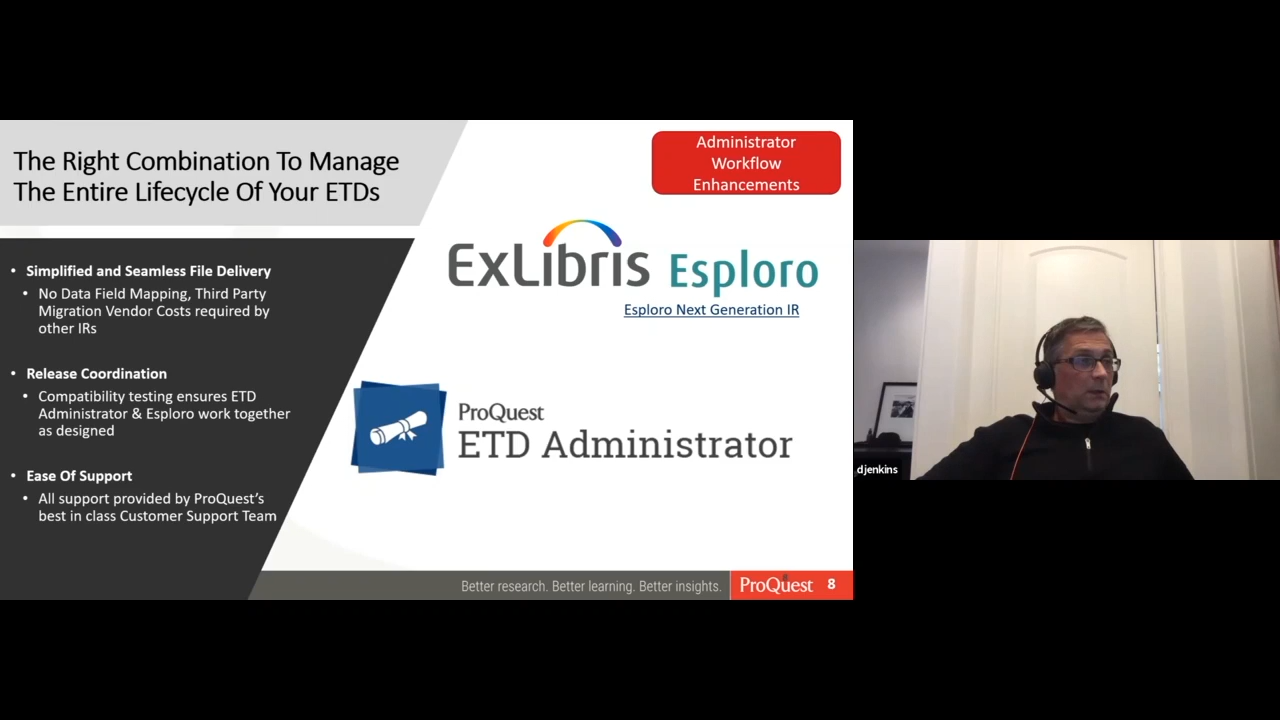 The Right Combination To Manage
The Entire Lifecycle Of Your ETDs
Administrator
Workflow
Enhancements
• Simplified and Seamless File Delivery
• No Data Field Mapping, Third Party
Migration Vendor Costs required by
other IRs
• Release Coordination
• Compatibility testing ensures ETD
Administrator & Esploro work together
as designed
• Ease Of Support
• All support provided by ProQuest's
best in class Customer Support Team
ExLibris Esploro
Esploro Next Generation IR
ProQuest
ETD Administrator
Better research. Better learning. Better insights.
ProQuest 8
djenkins